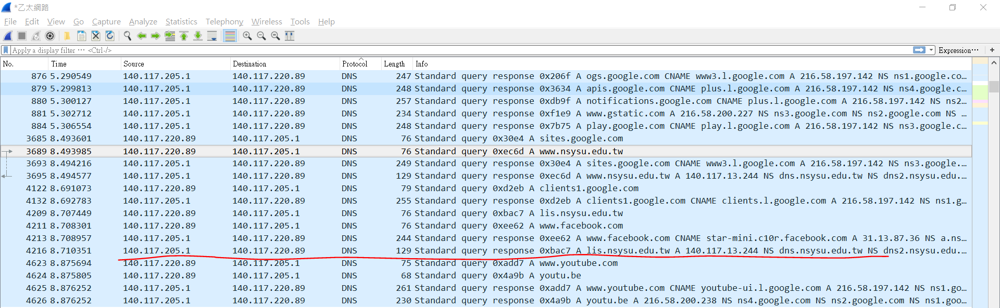 *乙太網路
File Edit View Go Capture Analyze Statistics Telephony Wireless Tools Help
Apply a display filter ⋯ <Ctrl-/> Expression⋯ +
No. Time Source Destination Protocol Length Info
876 5.290549 140.117.205.1 140.117.220.89 DNS 247 Standard query response 0x206f A ogs.google.com CNAME www3.l.google.com A 216.58.197.142 NS ns1.google.co…
879 5.299813 140.117.205.1 140.117.220.89 DNS 248 Standard query response 0x3634 A apis.google.com CNAME plus.l.google.com A 216.58.197.142 NS ns4.google.c…
880 5.300127 140.117.205.1 140.117.220.89 DNS 257 Standard query response 0xdb9f A notifications.google.com CNAME plus.l.google.com A 216.58.197.142 NS ns2…
881 5.302712 140.117.205.1 140.117.220.89 DNS 234 Standard query response 0xf1e9 A www.gstatic.com A 216.58.200.227 NS ns3.google.com NS ns2.google.com NS …
884 5.306554 140.117.205.1 140.117.220.89 DNS 248 Standard query response 0x7b75 A play.google.com CNAME play.l.google.com A 216.58.197.142 NS ns3.google.c…
3685 8.493601 140.117.220.89 140.117.205.1 DNS 76 Standard query 0x30e4 A sites.google.com
3689 8.493985 140.117.220.89 140.117.205.1 DNS 76 Standard query 0xec6d A www.nsysu.edu.tw
3693 8.494216 140.117.205.1 140.117.220.89 DNS 249 Standard query response 0x30e4 A sites.google.com CNAME www3.l.google.com A 216.58.197.142 NS ns3.google.…
3695 8.494577 140.117.205.1 140.117.220.89 DNS 129 Standard query response 0xec6d A www.nsysu.edu.tw A 140.117.13.244 NS dns.nsysu.edu.tw NS dns2.nsysu.edu.…
4122 8.691073 140.117.220.89 140.117.205.1 DNS 79 Standard query 0xd2eb A clients1.google.com
4132 8.692783 140.117.205.1 140.117.220.89 DNS 255 Standard query response 0xd2eb A clients1.google.com CNAME clients.l.google.com A 216.58.197.142 NS ns1.g…
4209 8.707449 140.117.220.89 140.117.205.1 DNS 76 Standard query 0xbac7 A lis.nsysu.edu.tw
4211 8.708301 140.117.220.89 140.117.205.1 DNS 76 Standard query 0xee62 A www.facebook.com
4213 8.708957 140.117.205.1 140.117.220.89 DNS 244 Standard query response 0xee62 A www.facebook.com CNAME star-mini.c10r.facebook.com A 31.13.87.36 NS a.ns…
4216 8.710351 140.117.205.1 140.117.220.89 DNS 129 Standard query response 0xbac7 A lis.nsysu.edu.tw A 140.117.13.244 NS dns.nsysu.edu.tw NS dns2.nsysu.edu.…
4623 8.875694 140.117.220.89 140.117.205.1 DNS 75 Standard query 0xadd7 A www.youtube.com
4624 8.875805 140.117.220.89 140.117.205.1 DNS 68 Standard query 0x4a9b A youtu.be
4625 8.876252 140.117.205.1 140.117.220.89 DNS 261 Standard query response 0xadd7 A www.youtube.com CNAME youtube-ui.l.google.com A 216.58.197.142 NS ns1.go…
4626 8.876252 140.117.205.1 140.117.220.89 DNS 230 Standard query response 0x4a9b A youtu.be A 216.58.200.238 NS ns4.google.com NS ns2.google.com NS ns1.goo…